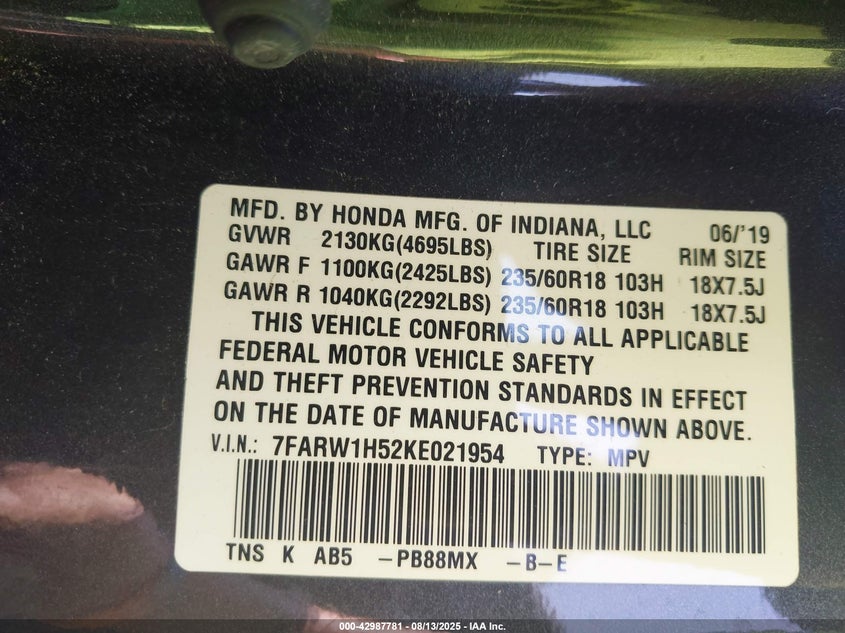 MFD. BY HONDA MFG. OF INDIANA, LLC 06/'19
GVWR 2130KG(4695LBS) TIRE SIZE RIM SIZE
GAWR F 1100KG(2425LBS) 235/60R18 103H 18X7.5J
GAWR R 1040KG(2292LBS) 235/60R18 103H 18X7.5J
THIS VEHICLE CONFORMS TO ALL APPLICABLE
FEDERAL MOTOR VEHICLE SAFETY
AND THEFT PREVENTION STANDARDS IN EFFECT
ON THE DATE OF MANUFACTURE SHOWN ABOVE.
V.I.N.: 7FARW1H52KE021954 TYPE: MPV
TNS K AB5 -PB88MX -B-E
000-42987781 - 08/13/2025 - IAA Inc.